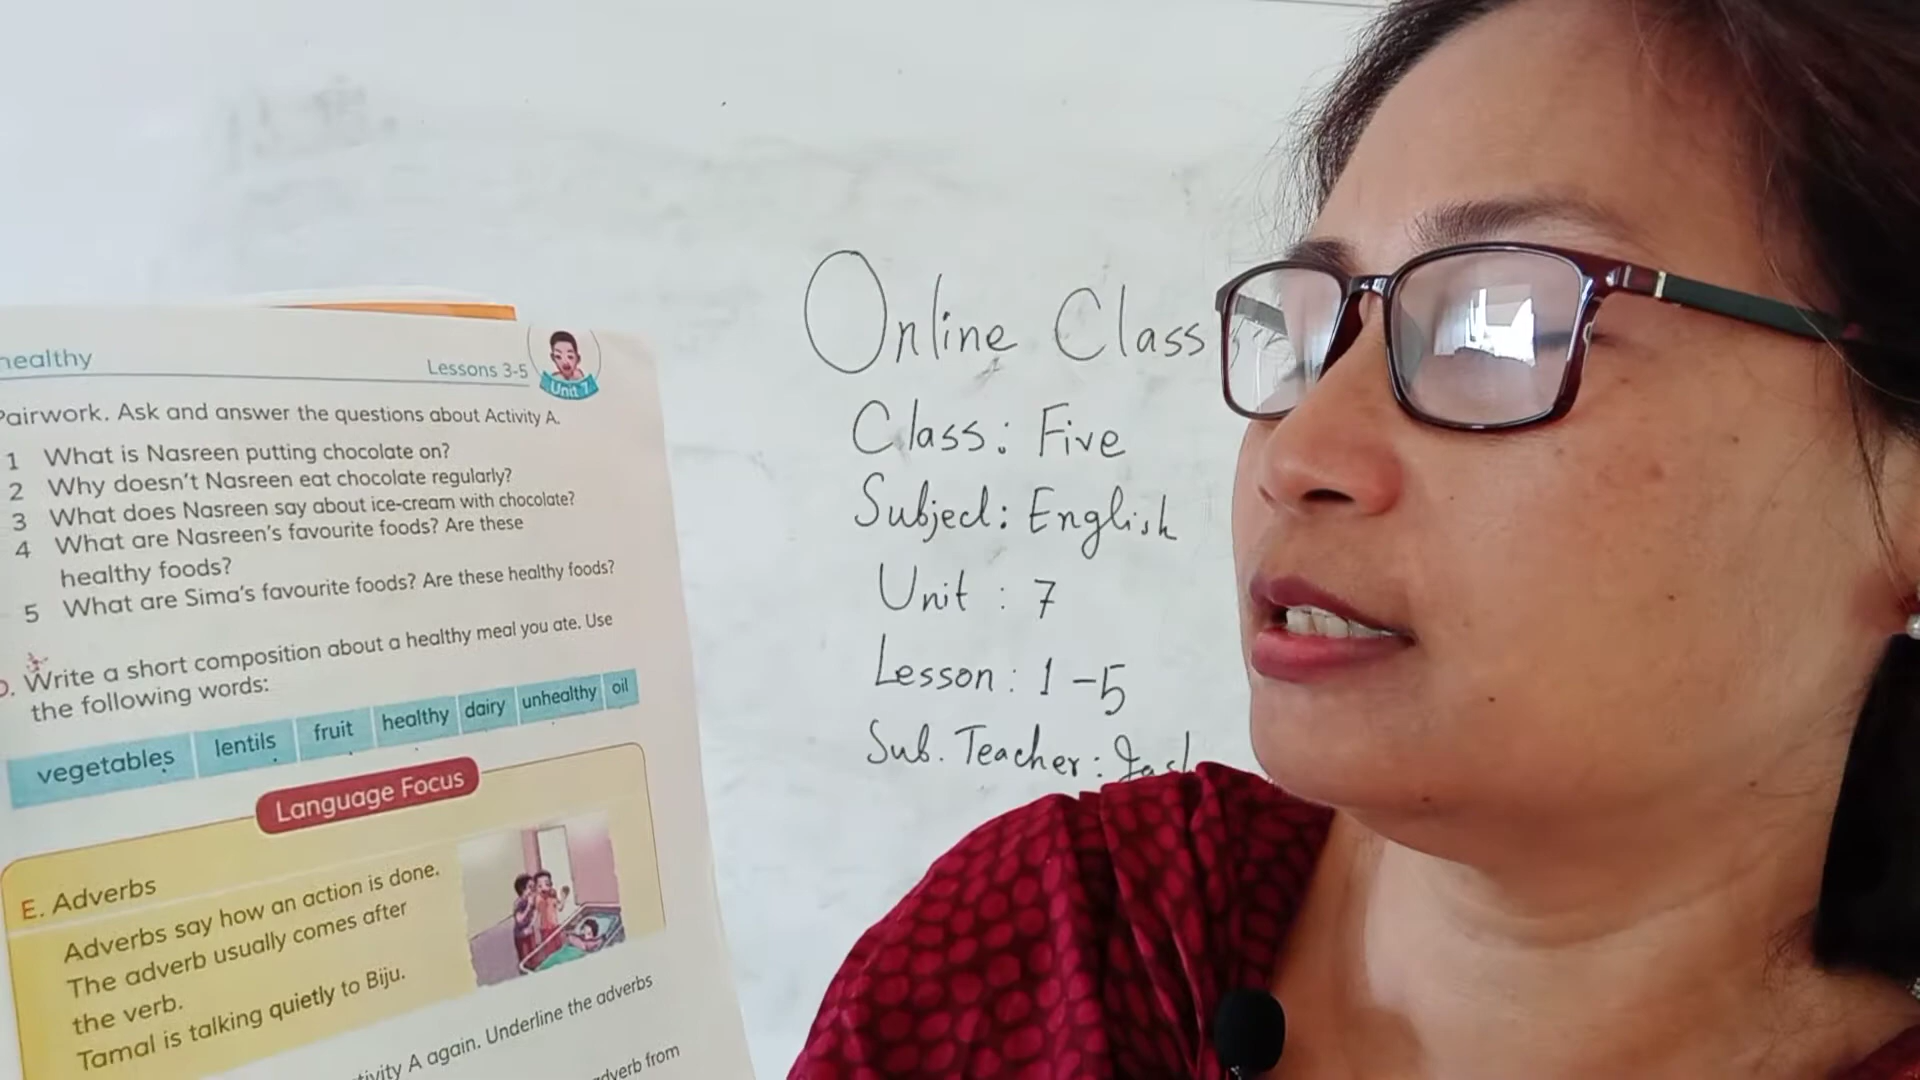 healthy
Lessons 3-5
Unit 7
Pairwork. Ask and answer the questions about Activity A.
1 What is Nasreen putting chocolate on?
2 Why doesn't Nasreen eat chocolate regularly?
3 What does Nasreen say about ice-cream with chocolate?
4 What are Nasreen's favourite foods? Are these
healthy foods?
5 What are Sima's favourite foods? Are these healthy foods?
D. Write a short composition about a healthy meal you ate. Use
the following words:
vegetables lentils fruit healthy dairy unhealthy oil
Language Focus
E. Adverbs
Adverbs say how an action is done.
The adverb usually comes after
the verb.
Tamal is talking quietly to Biju.
tivity A again. Underline the adverbs
adverb from
Online Class
Class: Five
Subject: English
Unit : 7
Lesson : 1-5
Sub. Teacher: